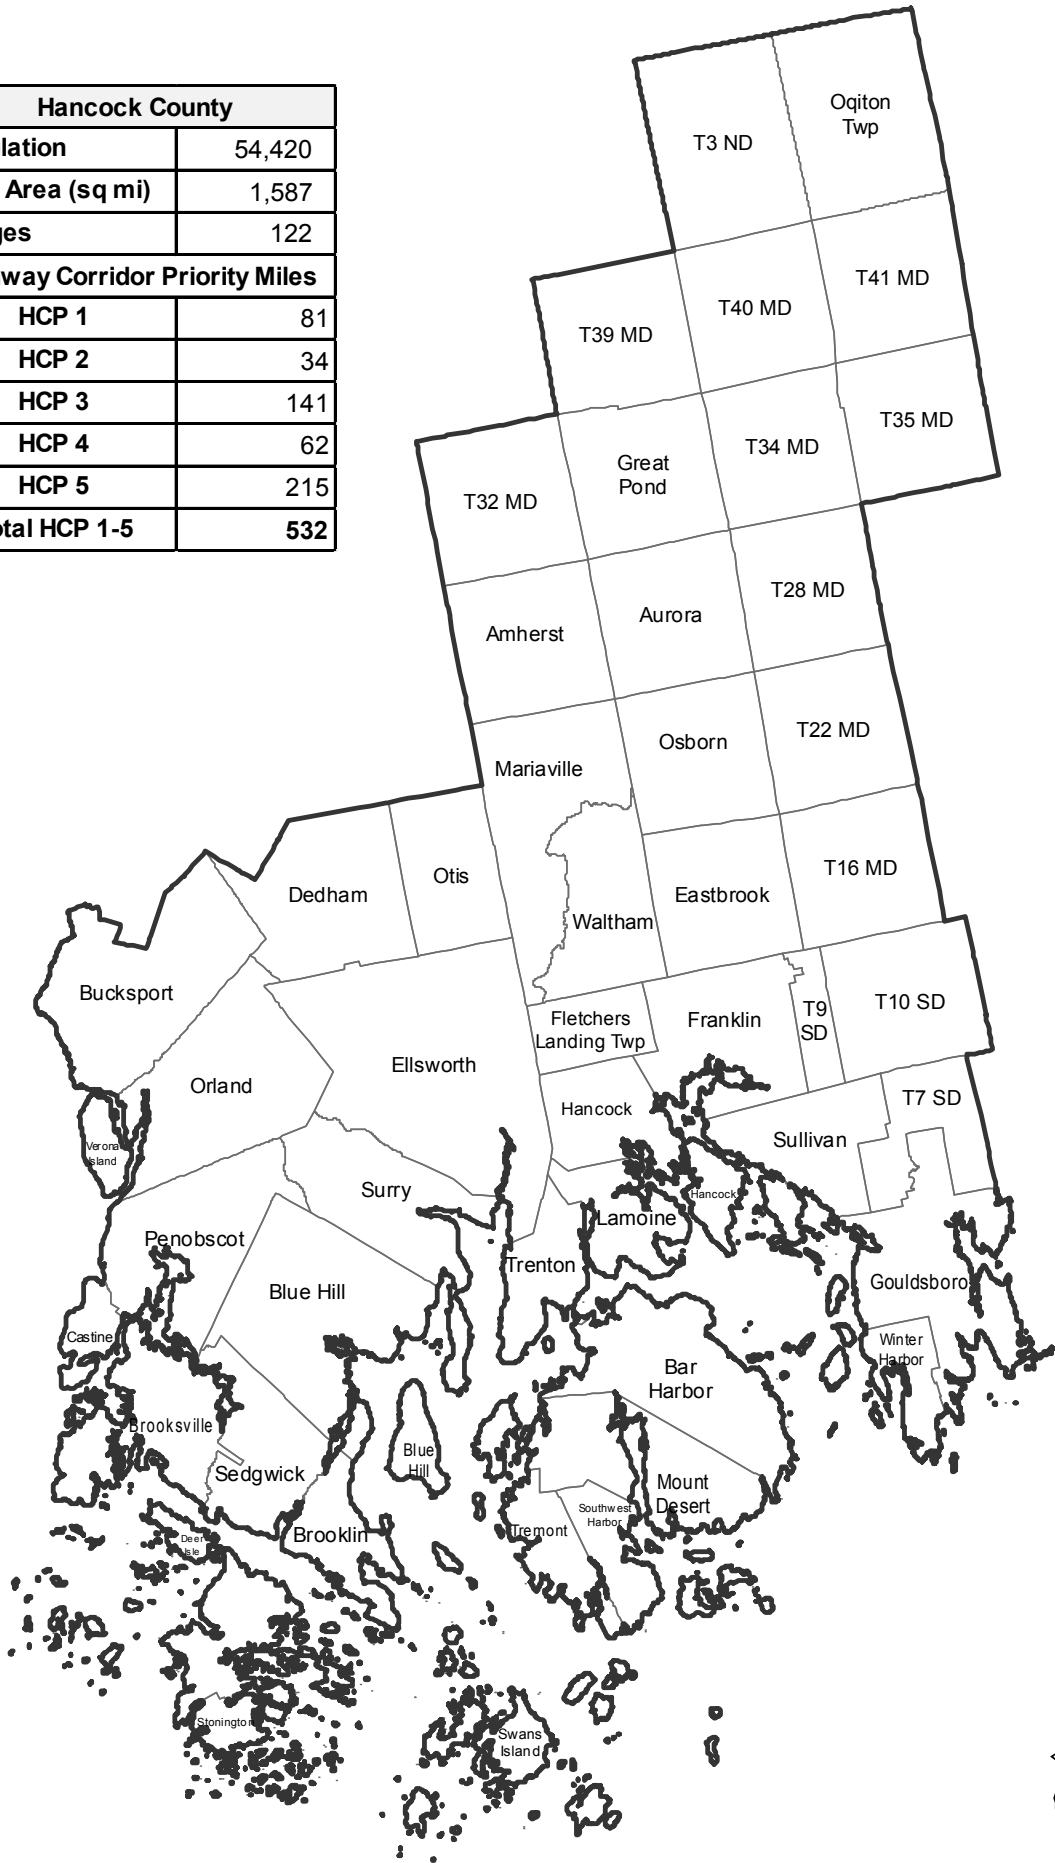 Hancock County
lation 54,420
Area (sq mi) 1,587
ges 122
way Corridor Priority Miles
HCP 1 81
HCP 2 34
HCP 3 141
HCP 4 62
HCP 5 215
otal HCP 1-5 532
Oqiton
Twp
T3 ND
T41 MD
T40 MD
T39 MD
T35 MD
T34 MD
Great
Pond
T32 MD
T28 MD
Aurora
Amherst
T22 MD
Osborn
Mariaville
T16 MD
Otis
Dedham
Eastbrook
Waltham
Bucksport
T10 SD
T9
SD
Franklin
Fletchers
Landing Twp
Ellsworth
Orland
T7 SD
Hancock
Sullivan
Verona
Island
Surry
Hancock
Lamoine
Penobscot
Trenton
Gouldsboro
Blue Hill
Castine
Winter
Harbor
Bar
Harbor
Brooksville
Blue
Hill
Sedgwick
Mount
Desert
Southwest
Harbor
Tremont
Brooklin
Deer
Isle
Stonington
Swans
Island